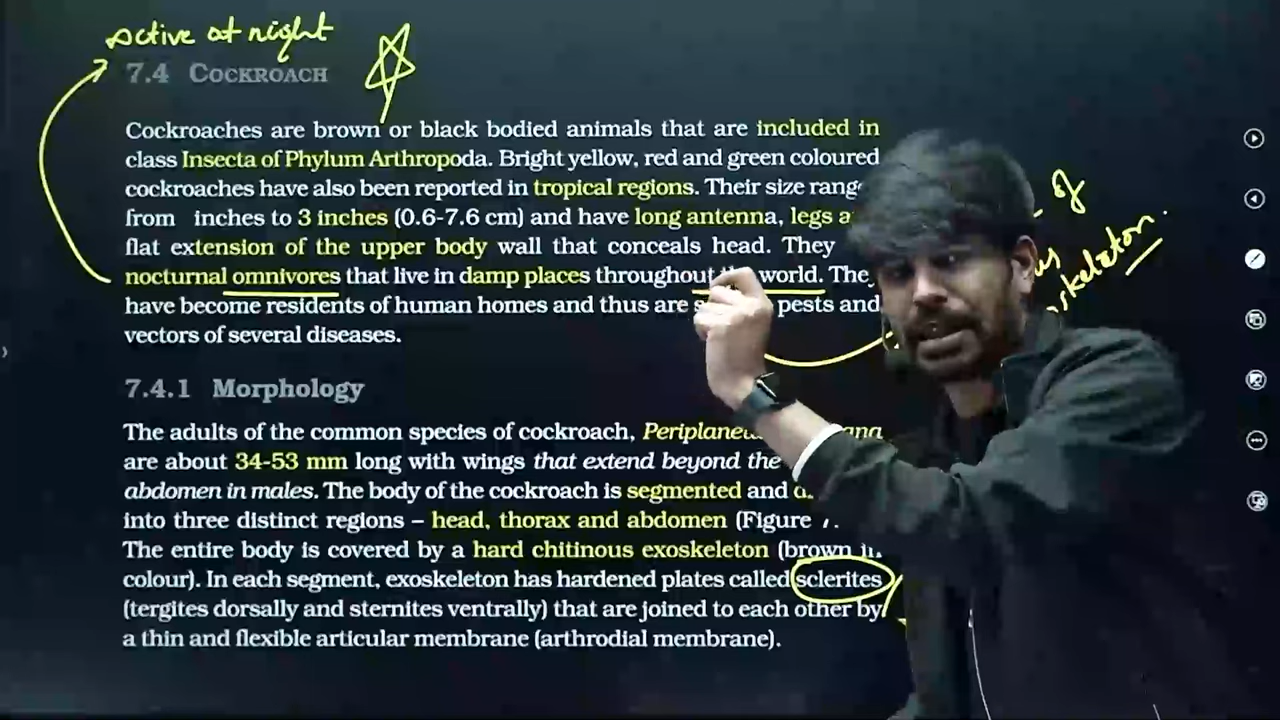 active at night
7.4 COCKROACH
Cockroaches are brown or black bodied animals that are included in
class Insecta of Phylum Arthropoda. Bright yellow, red and green coloured
cockroaches have also been reported in tropical regions. Their size
from inches to 3 inches (0.6-7.6 cm) and have long antenna, legs
flat extension of the upper body wall that conceals head. They
nocturnal omnivores that live in damp places throughout world.
have become residents of human homes and thus are pests and
vectors of several diseases.
of
7.4.1 Morphology
The adults of the common species of cockroach,
are about 34-53 mm long with wings that extend beyond the
abdomen in males. The body of the cockroach is segmented and
into three distinct regions – head, thorax and abdomen (Figure
The entire body is covered by a hard chitinous exoskeleton (brown
colour). In each segment, exoskeleton has hardened plates called sclerites
(tergites dorsally and sternites ventrally) that are joined to each other by
a thin and flexible articular membrane (arthrodial membrane).